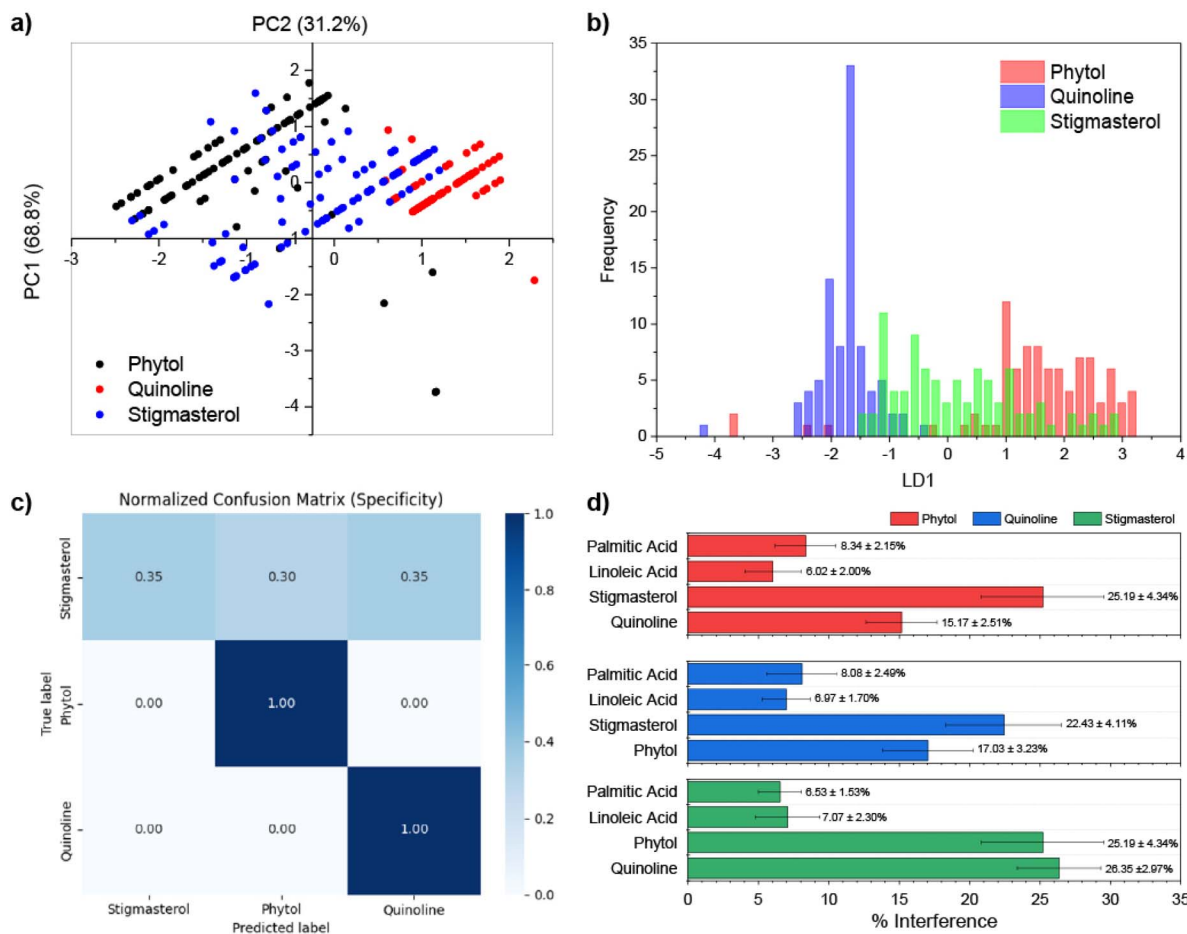 a)
PC2 (31.2%)
2
1
0
-3
-2
-1
0
1
2
-2
-3
-4
PC1 (68.8%)
Phytol
Quinoline
Stigmasterol
b)
35
30
25
20
15
10
5
0
Frequency
Phytol
Quinoline
Stigmasterol
-5
-4
-3
-2
-1
0
1
2
3
4
LD1
c)
Normalized Confusion Matrix (Specificity)
Stigmasterol
0.35
0.30
0.35
True label
Phytol
0.00
1.00
0.00
Quinoline
0.00
0.00
1.00
Stigmasterol
Phytol
Quinoline
Predicted label
1.0
0.8
0.6
0.4
0.2
0.0
d)
Phytol
Quinoline
Stigmasterol
Palmitic Acid
8.34 ± 2.15%
Linoleic Acid
6.02 ± 2.00%
Stigmasterol
25.19 ± 4.34%
Quinoline
15.17 ± 2.51%
Palmitic Acid
8.08 ± 2.49%
Linoleic Acid
6.97 ± 1.70%
Stigmasterol
22.43 ± 4.11%
Phytol
17.03 ± 3.23%
Palmitic Acid
6.53 ± 1.53%
Linoleic Acid
7.07 ± 2.30%
Phytol
25.19 ± 4.34%
Quinoline
26.35 ±2.97%
0
5
10
15
20
25
30
35
% Interference